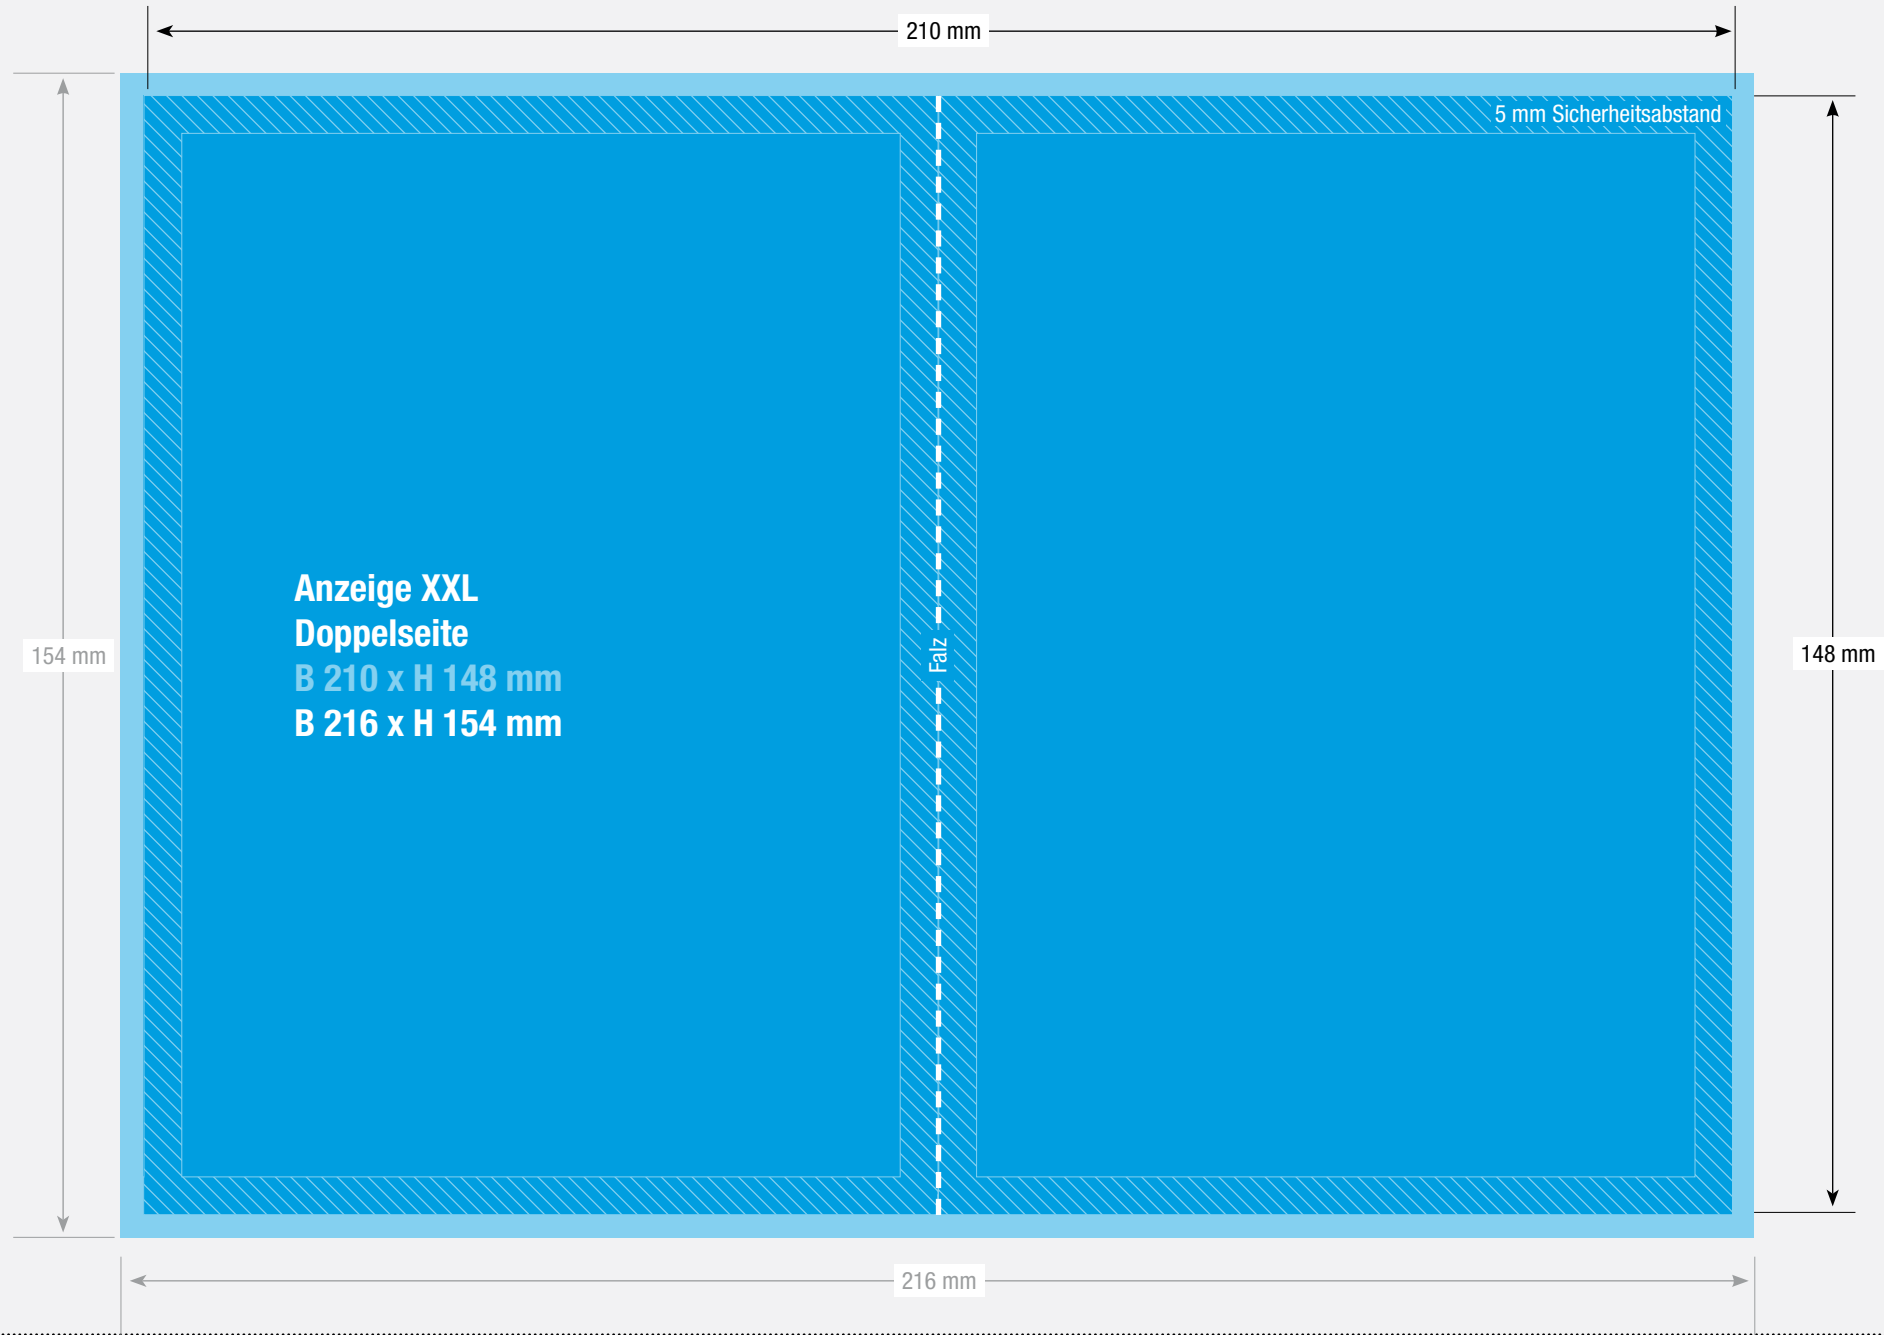 210 mm
5 mm Sicherheitsabstand
Anzeige XXL
Doppelseite
B 210 x H 148 mm
B 216 x H 154 mm
Falz
154 mm
148 mm
216 mm